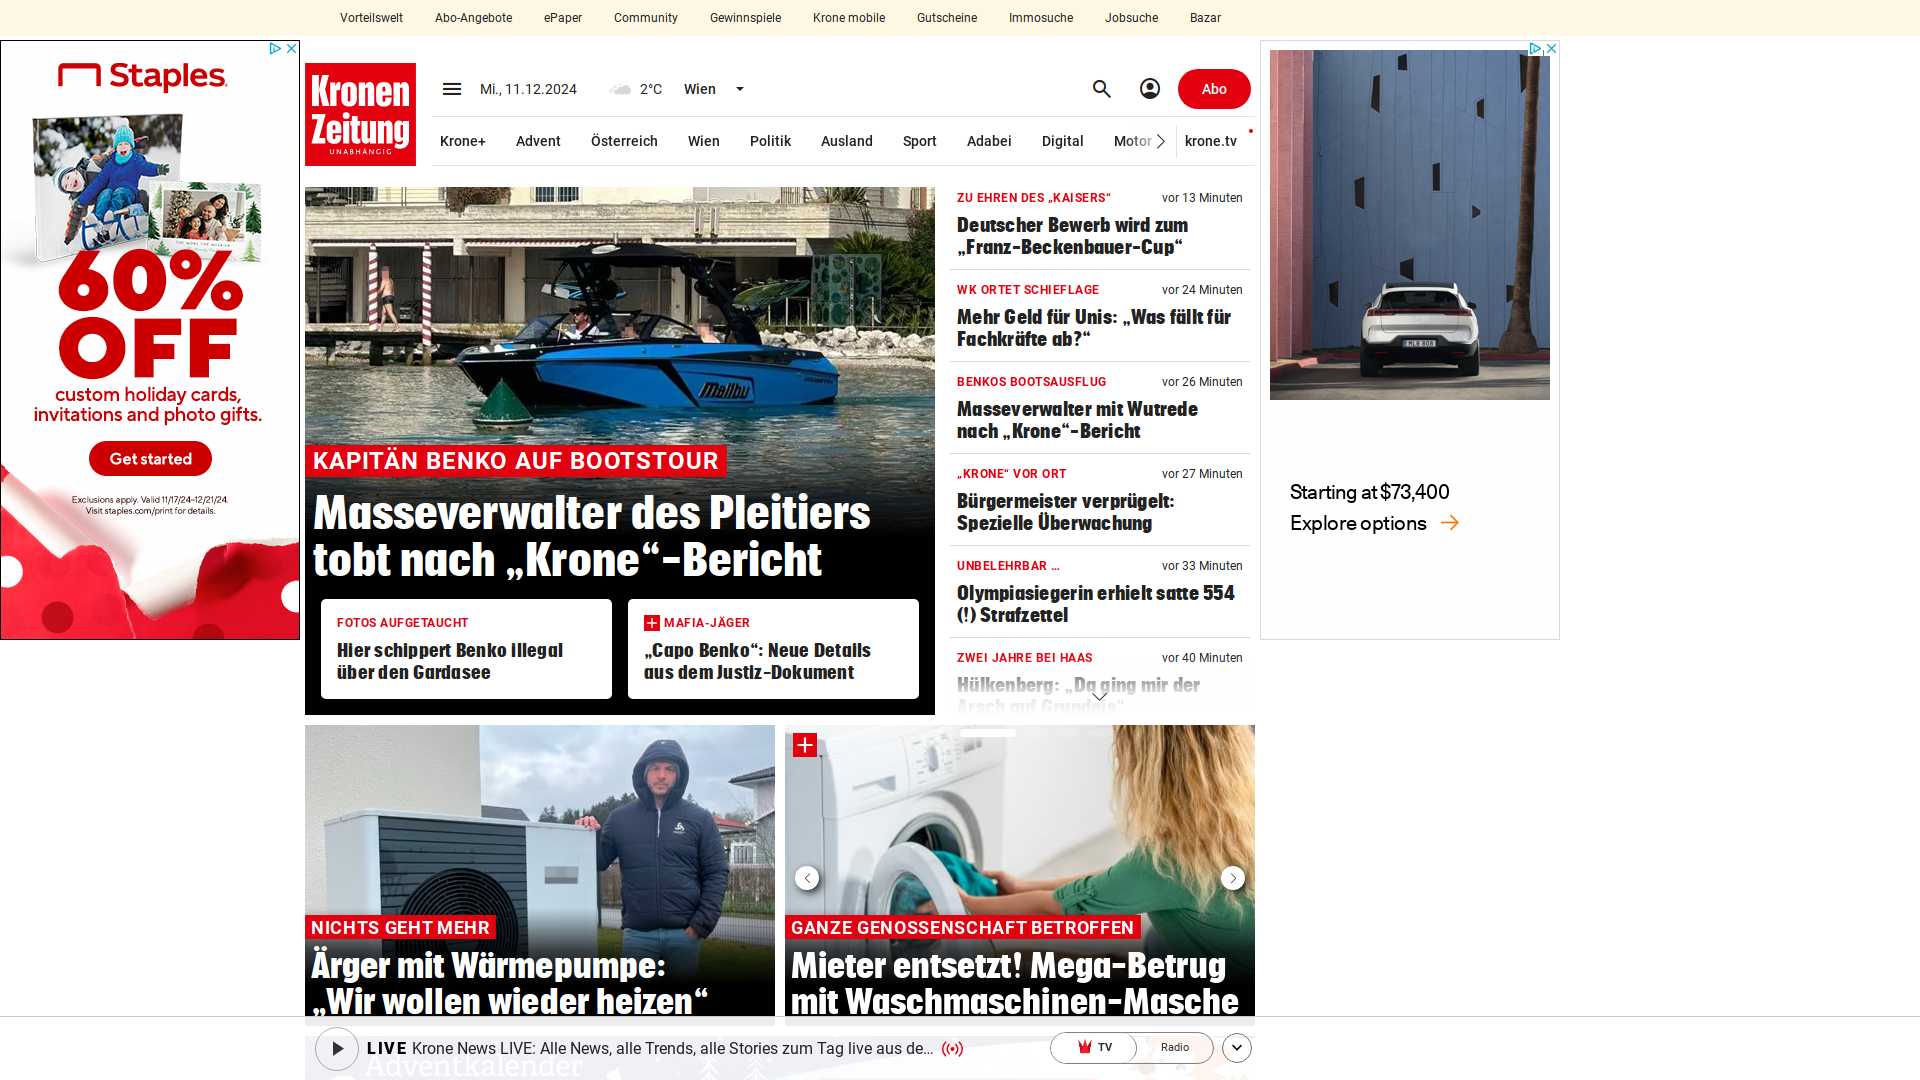 Vorteilswelt
Abo-Angebote
ePaper
Community
Gewinnspiele
Krone mobile
Gutscheine
Immosuche
Jobsuche
Bazar
Staples
THE MORE THE MERRIER
60%
OFF
custom holiday cards,
invitations and photo gifts.
Get started
Exclusions apply. Valid 11/17/24–12/21/24.
Visit staples.com/print for details.
Kronen
Zeitung
UNABHÄNGIG
Mi., 11.12.2024
2°C
Wien
Abo
Krone+
Advent
Österreich
Wien
Politik
Ausland
Sport
Adabei
Digital
Motor
krone.tv
Malibu
KAPITÄN BENKO AUF BOOTSTOUR
Masseverwalter des Pleitiers
tobt nach „Krone“-Bericht
FOTOS AUFGETAUCHT
Hier schippert Benko illegal
über den Gardasee
MAFIA-JÄGER
„Capo Benko“: Neue Details
aus dem Justiz-Dokument
ZU EHREN DES „KAISERS“
vor 13 Minuten
Deutscher Bewerb wird zum
„Franz-Beckenbauer-Cup“
WK ORTET SCHIEFLAGE
vor 24 Minuten
Mehr Geld für Unis: „Was fällt für
Fachkräfte ab?“
BENKOS BOOTSAUSFLUG
vor 26 Minuten
Masseverwalter mit Wutrede
nach „Krone“-Bericht
„KRONE“ VOR ORT
vor 27 Minuten
Bürgermeister verprügelt:
Spezielle Überwachung
UNBELEHRBAR ...
vor 33 Minuten
Olympiasiegerin erhielt satte 554
(!) Strafzettel
ZWEI JAHRE BEI HAAS
vor 40 Minuten
Hülkenberg: „Da ging mir der
Arsch auf Grundeis“
Starting at $73,400
Explore options
NICHTS GEHT MEHR
Ärger mit Wärmepumpe:
„Wir wollen wieder heizen“
GANZE GENOSSENSCHAFT BETROFFEN
Mieter entsetzt! Mega-Betrug
mit Waschmaschinen-Masche
LIVE Krone News LIVE: Alle News, alle Trends, alle Stories zum Tag live aus de...
TV
Radio
Adventkalender